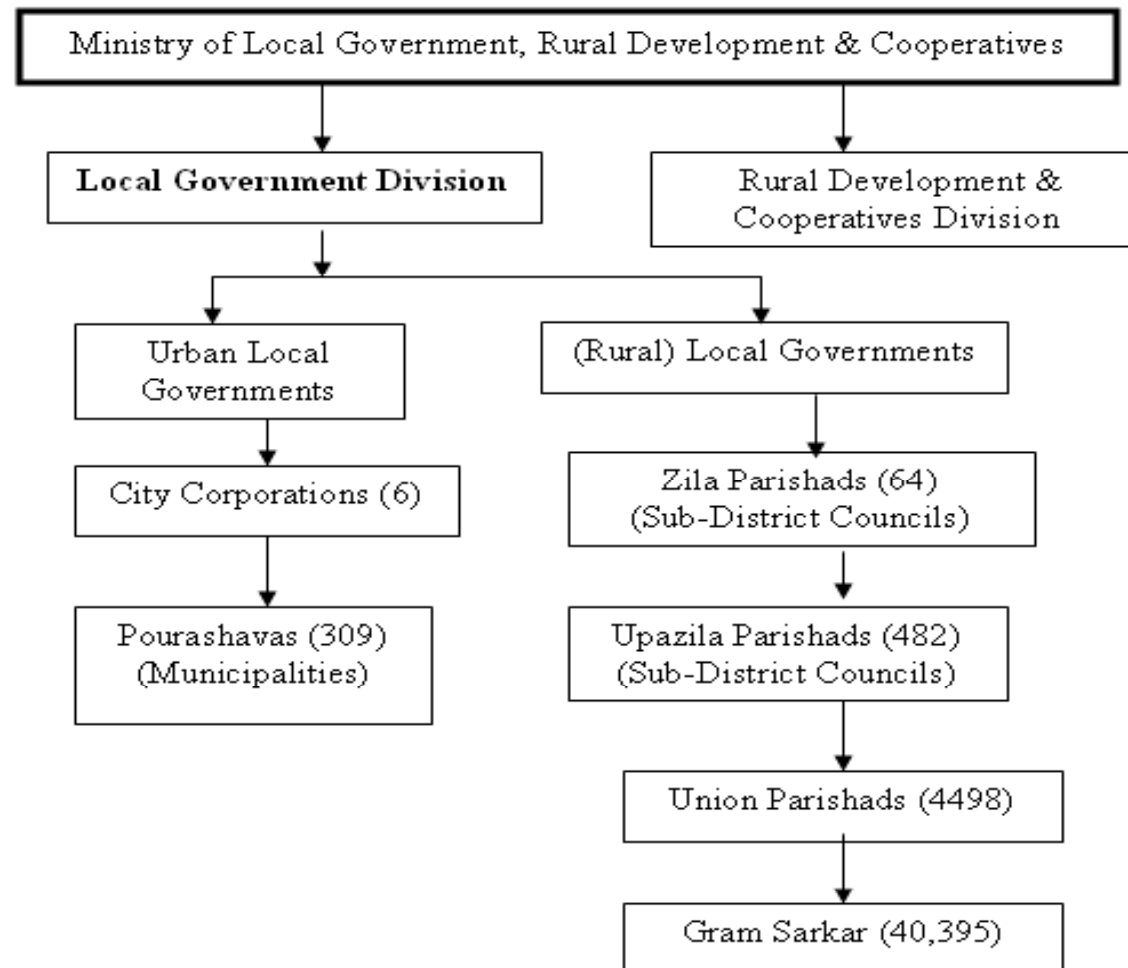 Ministry of Local Government, Rural Development & Cooperatives
Local Government Division
Rural Development &
Cooperatives Division
Urban Local
Governments
(Rural) Local Governments
City Corporations (6)
Zila Parishads (64)
(Sub-District Councils)
Pourashavas (309)
(Municipalities)
Upazila Parishads (482)
(Sub-District Councils)
Union Parishads (4498)
Gram Sarkar (40,395)